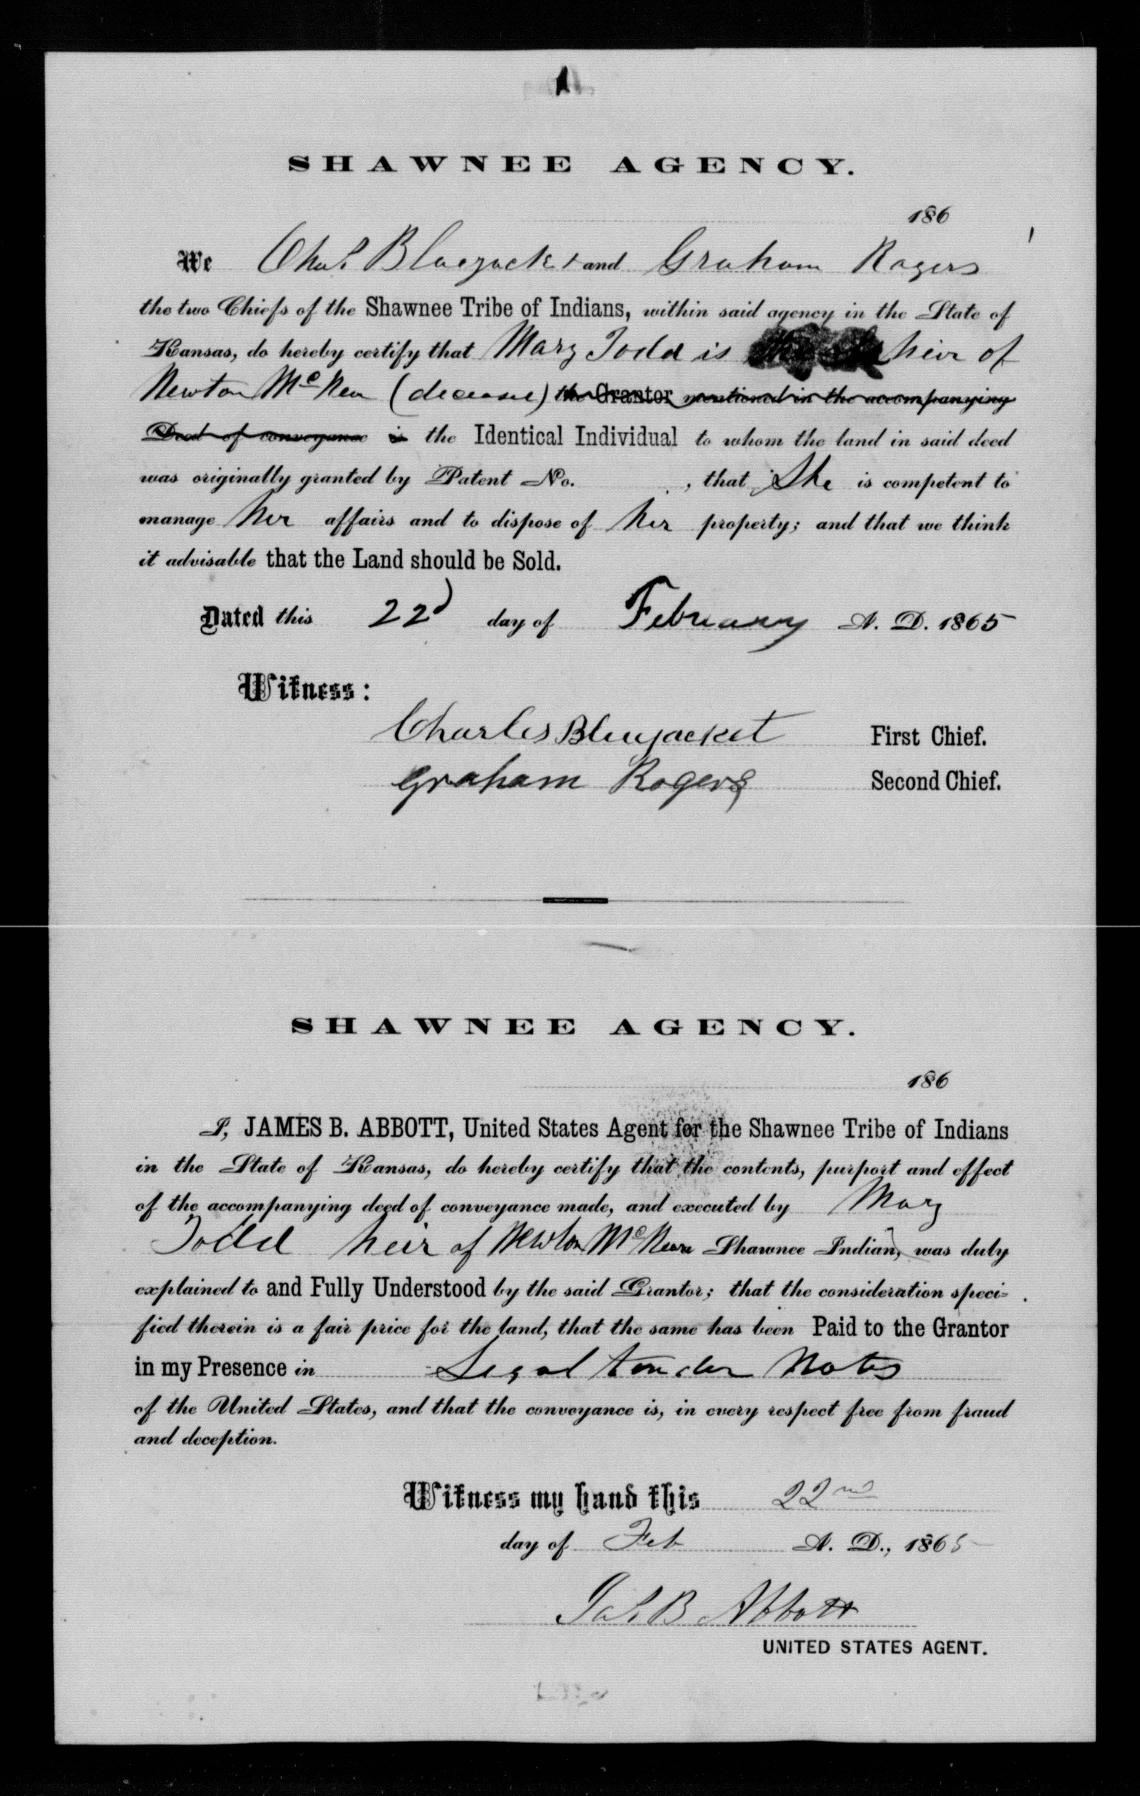 SHAWNEE AGENCY.
186
We Chas. Bluejacket and Graham Rogers
the two Chiefs of the Shawnee Tribe of Indians, within said agency in the State of
Kansas, do hereby certify that Mary Todd is heir of
Newton McNew (deceased) the Grantor mentioned in the accompanying
Deed of conveyance is the Identical Individual to whom the land in said deed
was originally granted by Patent No. , that She is competent to
manage her affairs and to dispose of her property; and that we think
it advisable that the Land should be Sold.
Dated this 22d day of February A. D. 1865
Witness:
Charles Bluejacket First Chief.
Graham Rogers Second Chief.
SHAWNEE AGENCY.
186
I, JAMES B. ABBOTT, United States Agent for the Shawnee Tribe of Indians
in the State of Kansas, do hereby certify that the contents, purport and effect
of the accompanying deed of conveyance made, and executed by Mary
Todd heir of Newton Shawnee Indian, was duly
explained to and Fully Understood by the said Grantor; that the consideration speci-
fied therein is a fair price for the land, that the same has been Paid to the Grantor
in my Presence in Legal tender Notes
of the United States, and that the conveyance is, in every respect free from fraud
and deception.
Witness my hand this 22nd
day of Feb A. D., 1865
Jas. B Abbott
UNITED STATES AGENT.